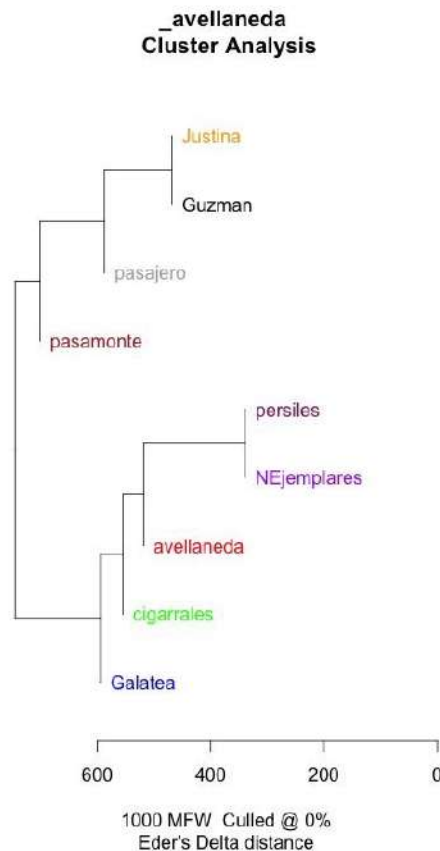 _avellaneda
Cluster Analysis
Justina
Guzman
pasajero
pasamonte
persiles
NEjemplares
avellaneda
cigarrales
Galatea
600 400 200 0
1000 MFW Culled @ 0%
Eder's Delta distance